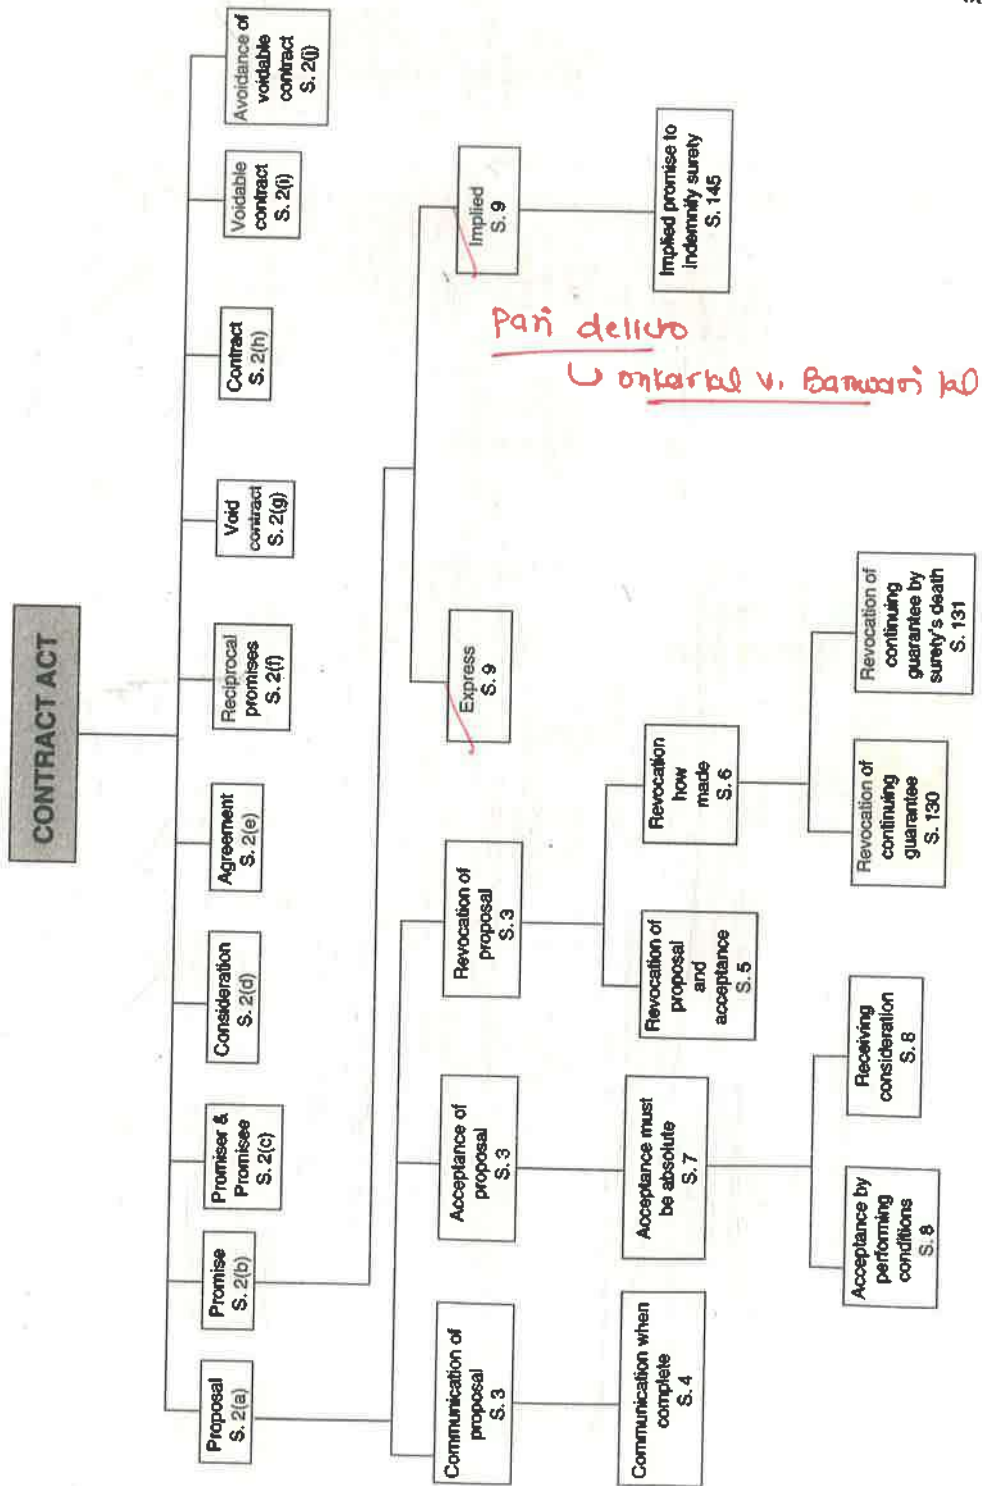 CONTRACT ACT
Proposal
S. 2(a)
Promise
S. 2(b)
Promiser &
Promisee
S. 2(c)
Consideration
S. 2(d)
Agreement
S. 2(e)
Reciprocal
promises
S. 2(f)
Void
contract
S. 2(g)
Contract
S. 2(h)
Voidable
contract
S. 2(i)
Avoidance of
voidable
contract
S. 2(j)
Communication of
proposal
S. 3
Acceptance of
proposal
S. 3
Revocation of
proposal
S. 3
Express
S. 9
Implied
S. 9
Communication when
complete
S. 4
Acceptance must
be absolute
S. 7
Revocation of
proposal
and
acceptance
S. 5
Revocation
how
made
S. 6
Implied promise to
indemnify surety
S. 145
Acceptance by
performing
conditions
S. 8
Receiving
consideration
S. 8
Revocation of
continuing
guarantee
S. 130
Revocation of
continuing
guarantee by
surety's death
S. 131
Pari delicto
v. Banwari lal